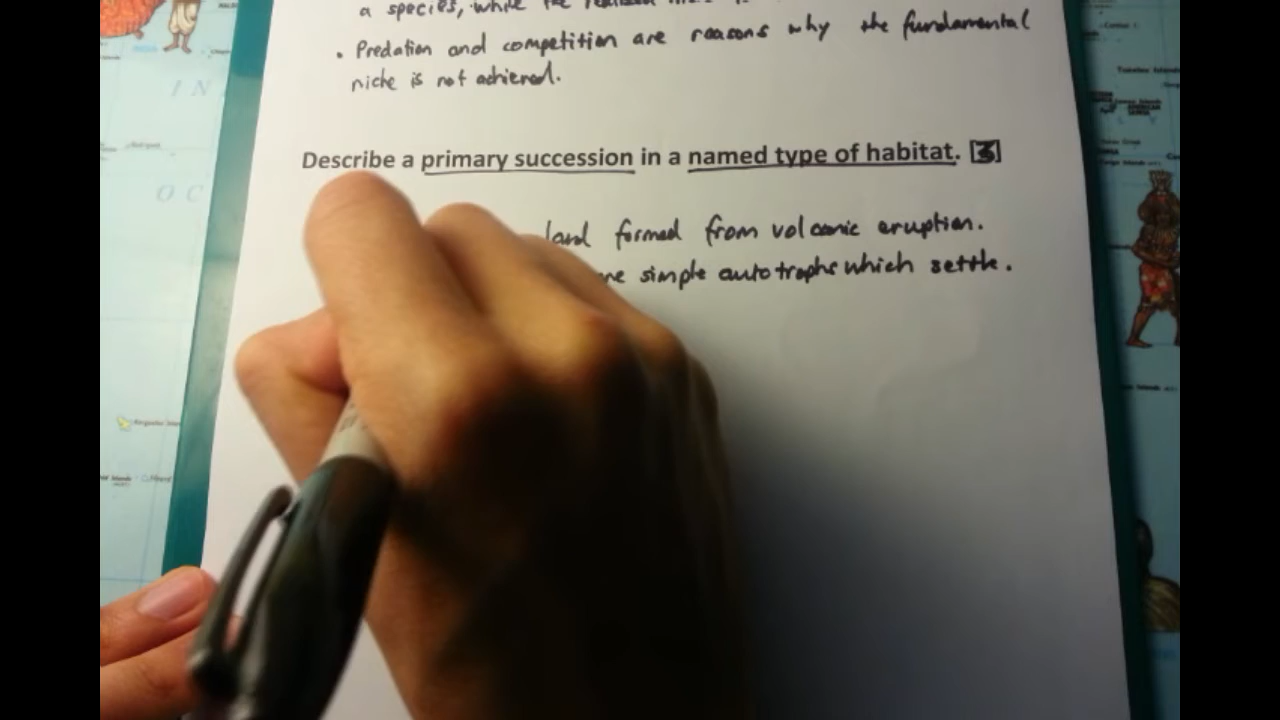 a species, while the realized
• Predation and competition are reasons why the fundamental
niche is not achieved.
Describe a primary succession in a named type of habitat. [3]
land formed from volcanic eruption.
simple autotrophs which settle.
I N
O C